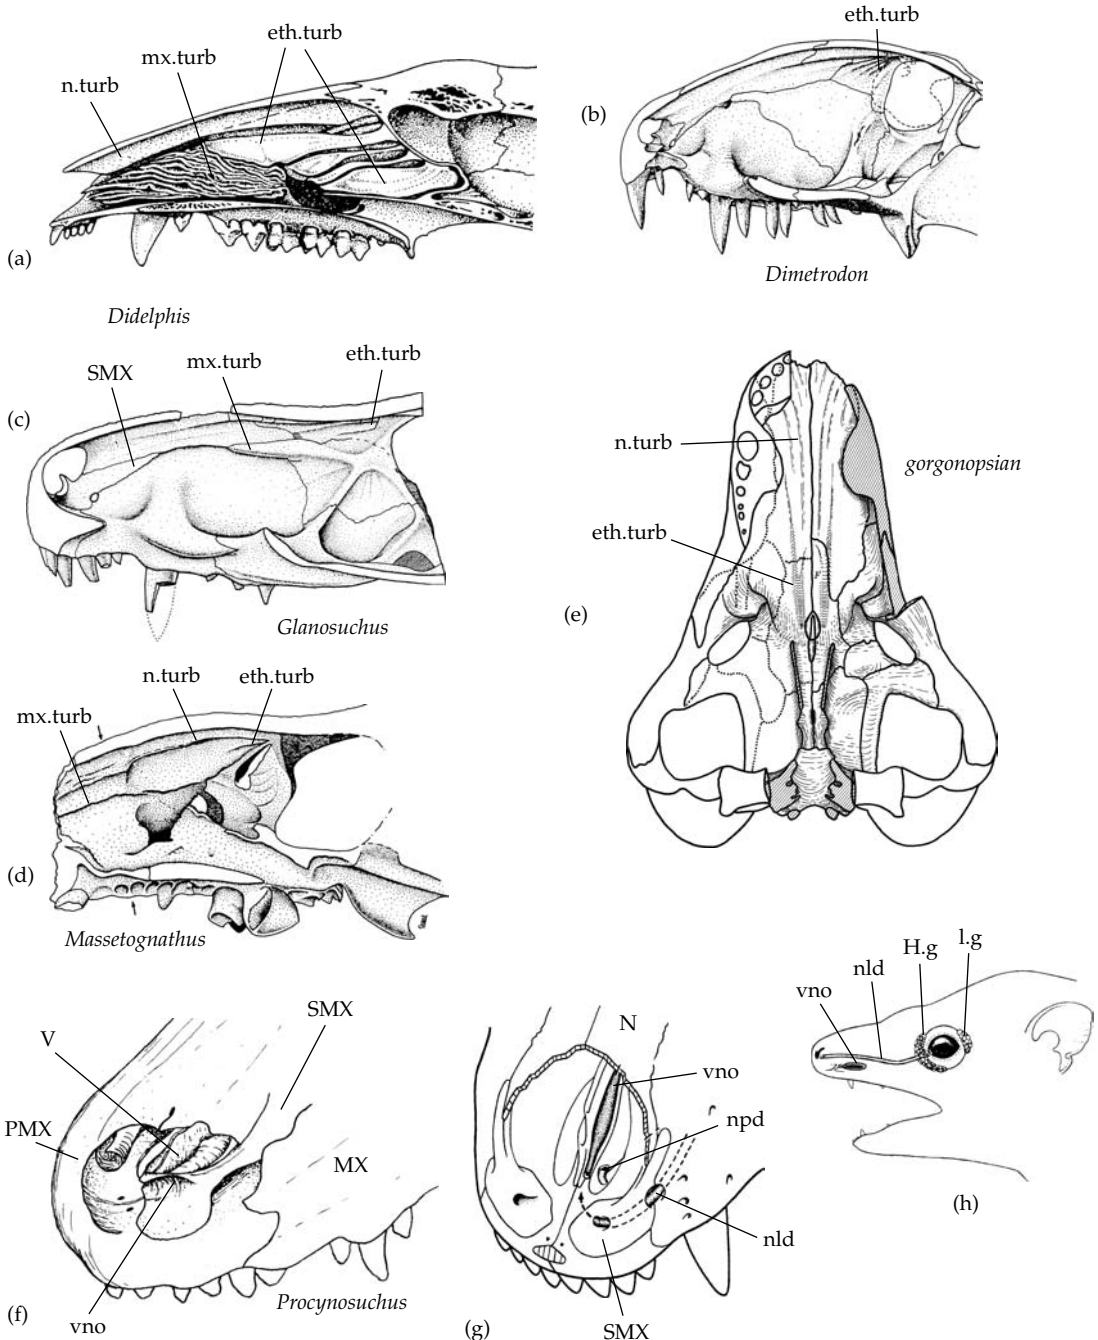 eth.turb
mx.turb
n.turb
(a)
Didelphis
eth.turb
(b)
Dimetrodon
eth.turb
mx.turb
SMX
(c)
Glanosuchus
n.turb
eth.turb
gorgonopsian
(e)
n.turb
eth.turb
mx.turb
(d)
Massetognathus
SMX
V
PMX
MX
vno
Procynosuchus
(f)
N
vno
npd
nld
SMX
(g)
l.g
H.g
nld
vno
(h)